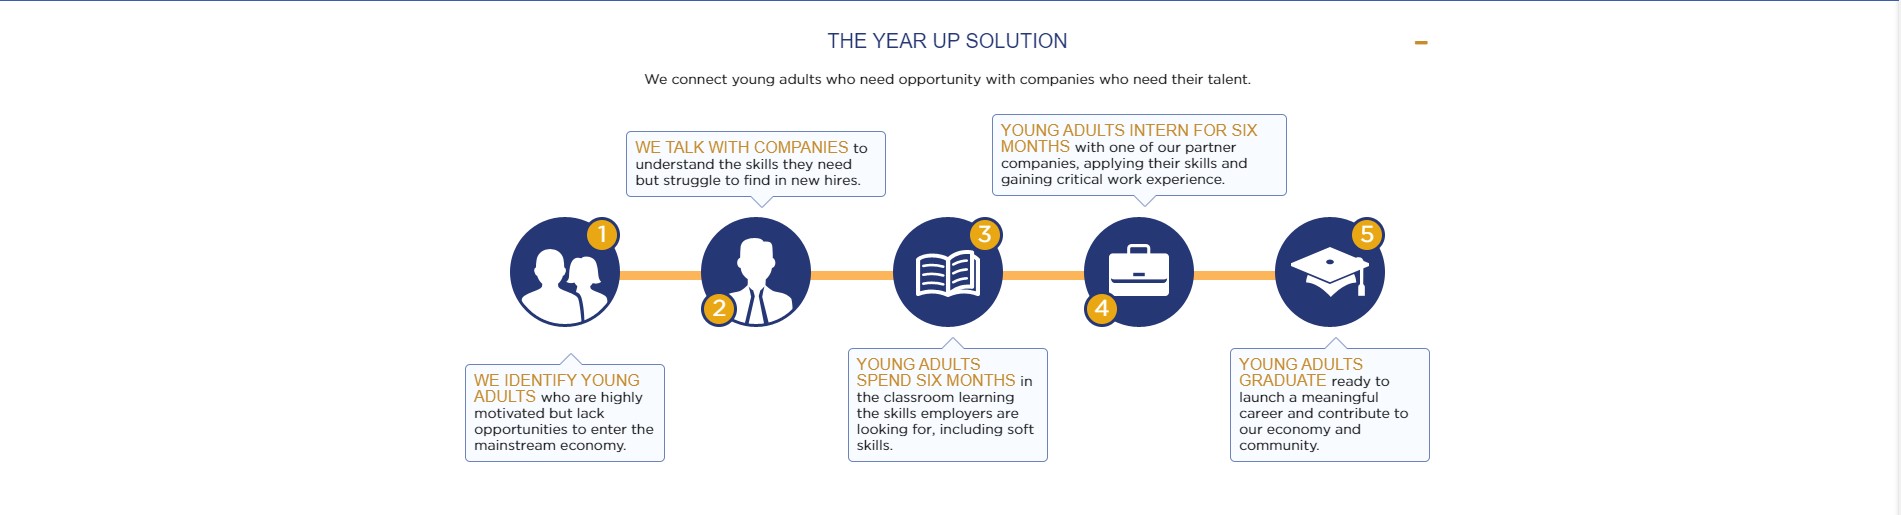 THE YEAR UP SOLUTION
We connect young adults who need opportunity with companies who need their talent.
1
WE IDENTIFY YOUNG
ADULTS who are highly
motivated but lack
opportunities to enter the
mainstream economy.
WE TALK WITH COMPANIES to
understand the skills they need
but struggle to find in new hires.
2
3
YOUNG ADULTS
SPEND SIX MONTHS in
the classroom learning
the skills employers are
looking for, including soft
skills.
YOUNG ADULTS INTERN FOR SIX
MONTHS with one of our partner
companies, applying their skills and
gaining critical work experience.
4
5
YOUNG ADULTS
GRADUATE ready to
launch a meaningful
career and contribute to
our economy and
community.